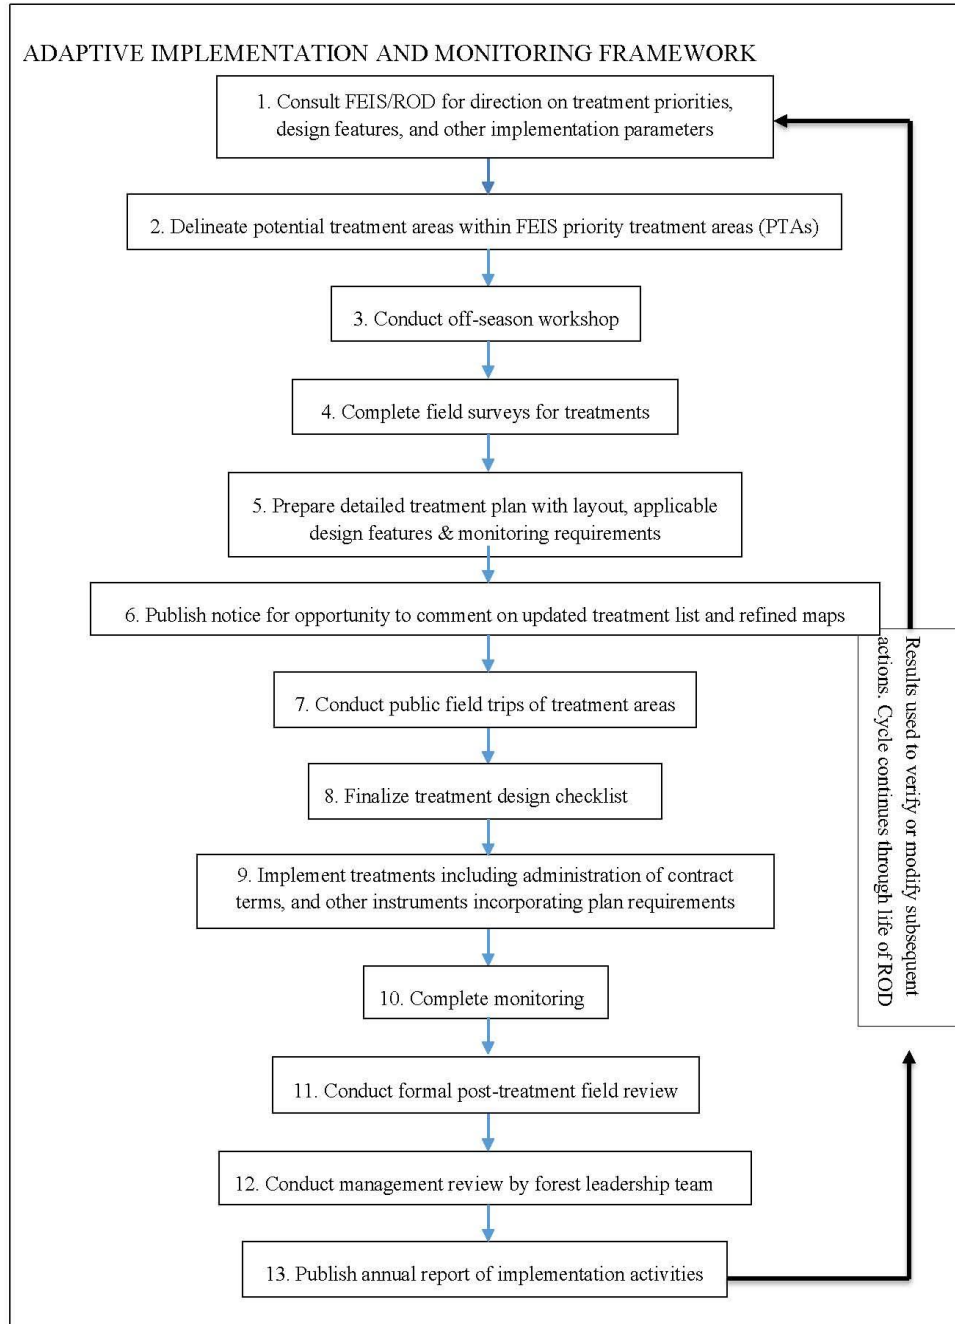 ADAPTIVE IMPLEMENTATION AND MONITORING FRAMEWORK
1. Consult FEIS/ROD for direction on treatment priorities,
design features, and other implementation parameters
2. Delineate potential treatment areas within FEIS priority treatment areas (PTAs)
3. Conduct off-season workshop
4. Complete field surveys for treatments
5. Prepare detailed treatment plan with layout, applicable
design features & monitoring requirements
6. Publish notice for opportunity to comment on updated treatment list and refined maps
7. Conduct public field trips of treatment areas
8. Finalize treatment design checklist
9. Implement treatments including administration of contract
terms, and other instruments incorporating plan requirements
10. Complete monitoring
11. Conduct formal post-treatment field review
12. Conduct management review by forest leadership team
13. Publish annual report of implementation activities
Results used to verify or modify subsequent
actions. Cycle continues through life of ROD